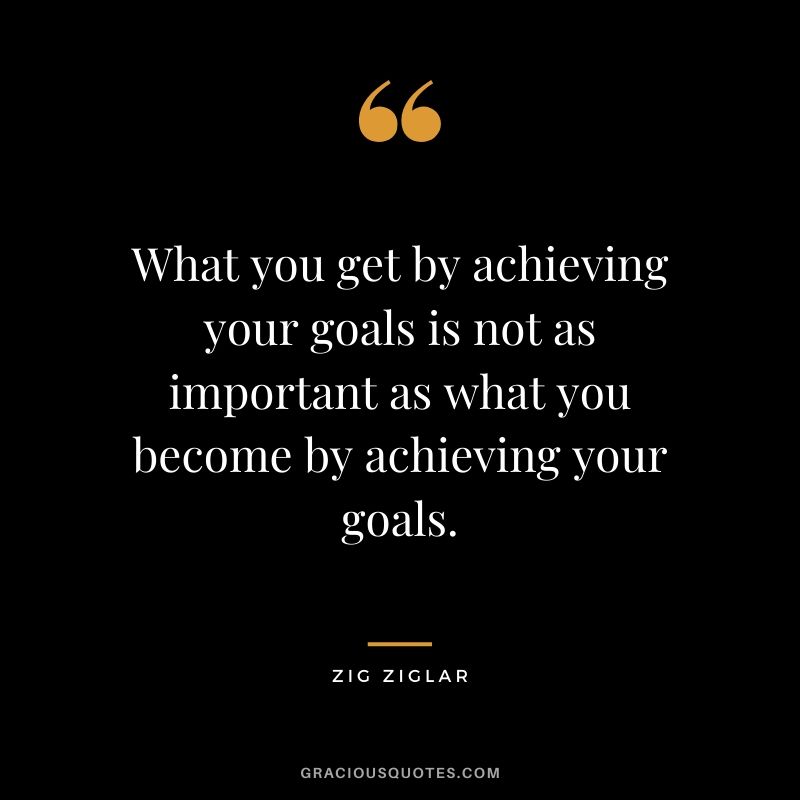 “
What you get by achieving
your goals is not as
important as what you
become by achieving your
goals.
ZIG ZIGLAR
GRACIOUSQUOTES.COM